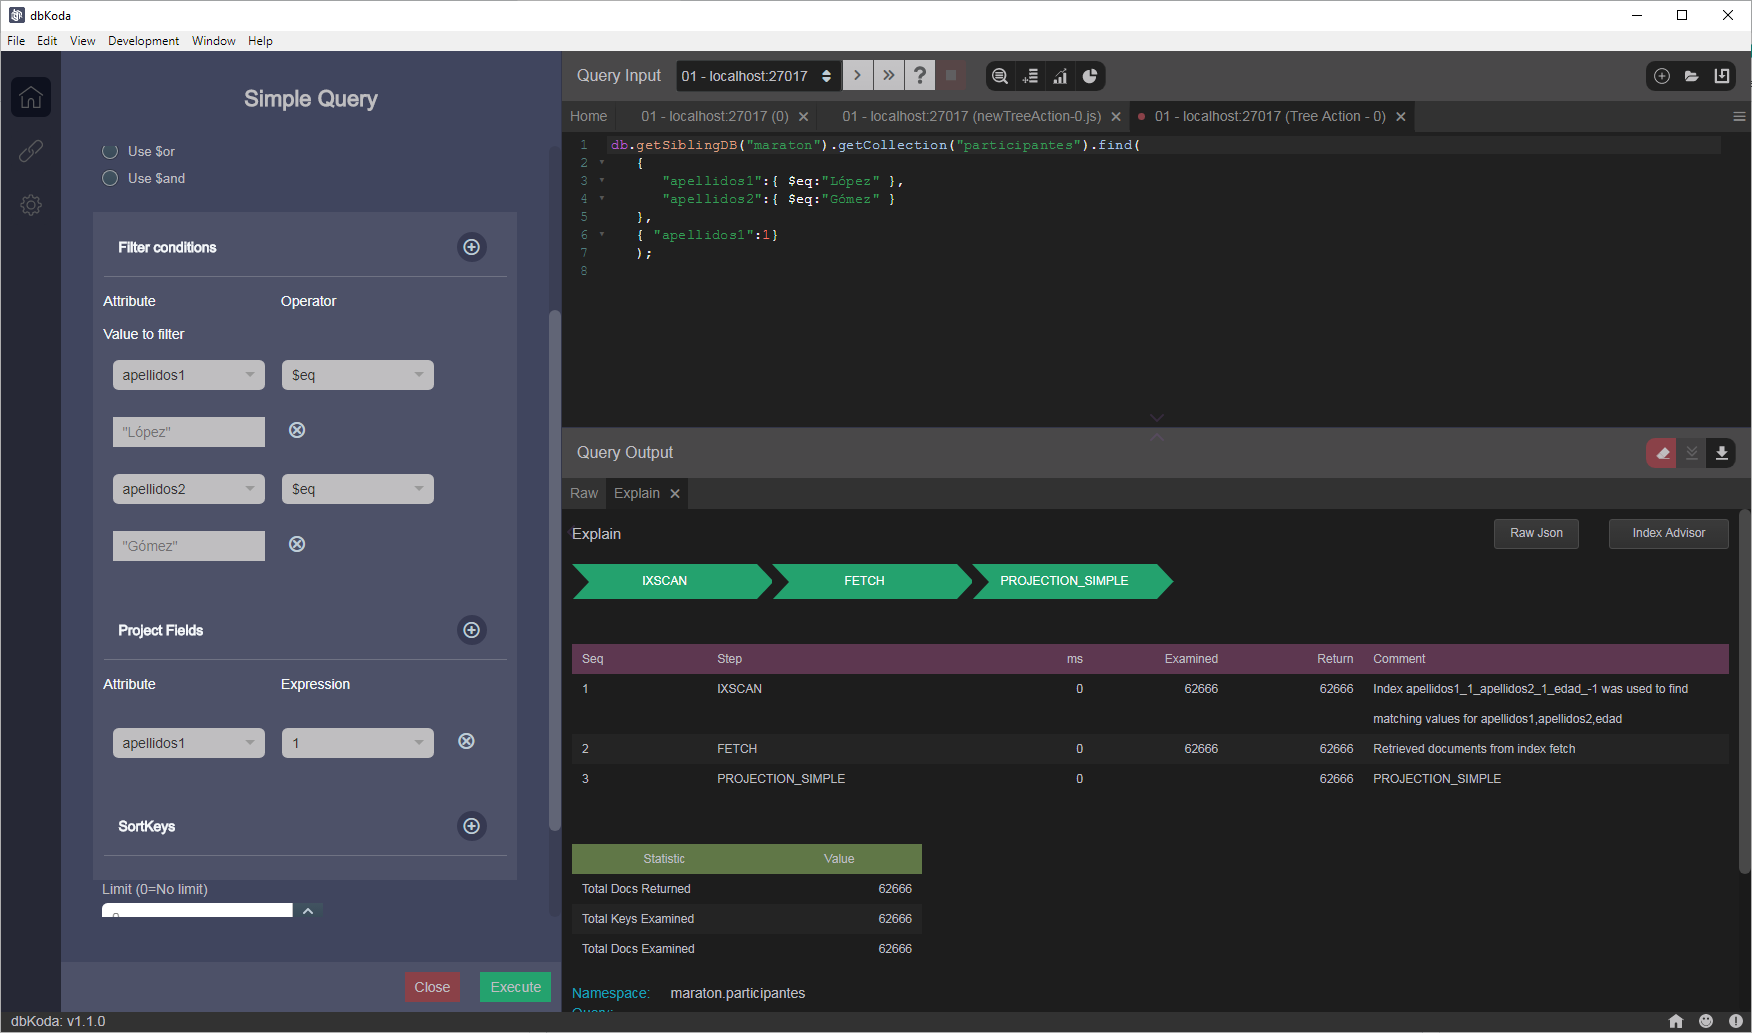 dbKoda
File Edit View Development Window Help
Simple Query
Use $or
Use $and
Filter conditions
Attribute Operator
Value to filter
apellidos1 $eq
"López"
apellidos2 $eq
"Gómez"
Project Fields
Attribute Expression
apellidos1 1
SortKeys
Limit (0=No limit)
Close Execute
Query Input 01 - localhost:27017
Home 01 - localhost:27017 (0) 01 - localhost:27017 (newTreeAction-0.js) 01 - localhost:27017 (Tree Action - 0)
1 db.getSiblingDB("maraton").getCollection("participantes").find(
2 {
3 "apellidos1":{ $eq:"López" },
4 "apellidos2":{ $eq:"Gómez" }
5 },
6 { "apellidos1":1}
7 );
8
Query Output
Raw Explain
Explain Raw Json Index Advisor
IXSCAN FETCH PROJECTION_SIMPLE
Seq Step ms Examined Return Comment
1 IXSCAN 0 62666 62666 Index apellidos1_1_apellidos2_1_edad_-1 was used to find
matching values for apellidos1,apellidos2,edad
2 FETCH 0 62666 62666 Retrieved documents from index fetch
3 PROJECTION_SIMPLE 0 62666 PROJECTION_SIMPLE
Statistic Value
Total Docs Returned 62666
Total Keys Examined 62666
Total Docs Examined 62666
Namespace: maraton.participantes
dbKoda: v1.1.0